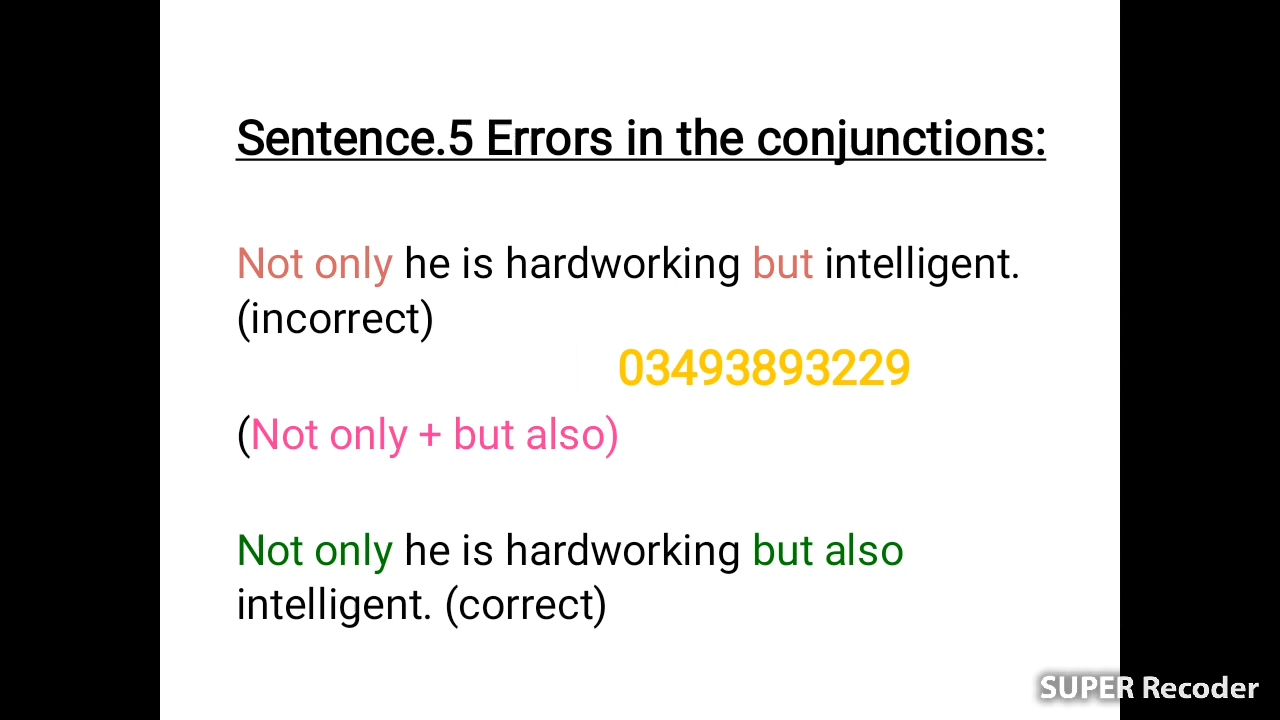 Sentence.5 Errors in the conjunctions:
Not only he is hardworking but intelligent.
(incorrect)
03493893229
(Not only + but also)
Not only he is hardworking but also
intelligent. (correct)
SUPER Recoder